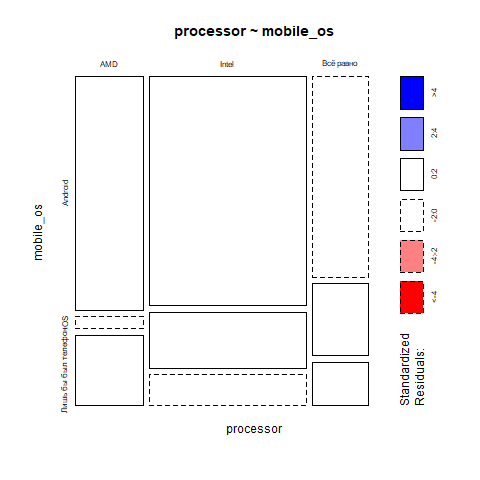 processor ~ mobile_os
AMD
Intel
Всё равно
Android
iOS
Лишь бы был телефон
mobile_os
processor
>4
2:4
0:2
-2:0
-4:-2
<-4
Standardized
Residuals: